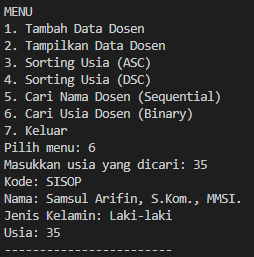 MENU
1. Tambah Data Dosen
2. Tampilkan Data Dosen
3. Sorting Usia (ASC)
4. Sorting Usia (DSC)
5. Cari Nama Dosen (Sequential)
6. Cari Usia Dosen (Binary)
7. Keluar
Pilih menu: 6
Masukkan usia yang dicari: 35
Kode: SISOP
Nama: Samsul Arifin, S.Kom., MMSI.
Jenis Kelamin: Laki-laki
Usia: 35
------------------------